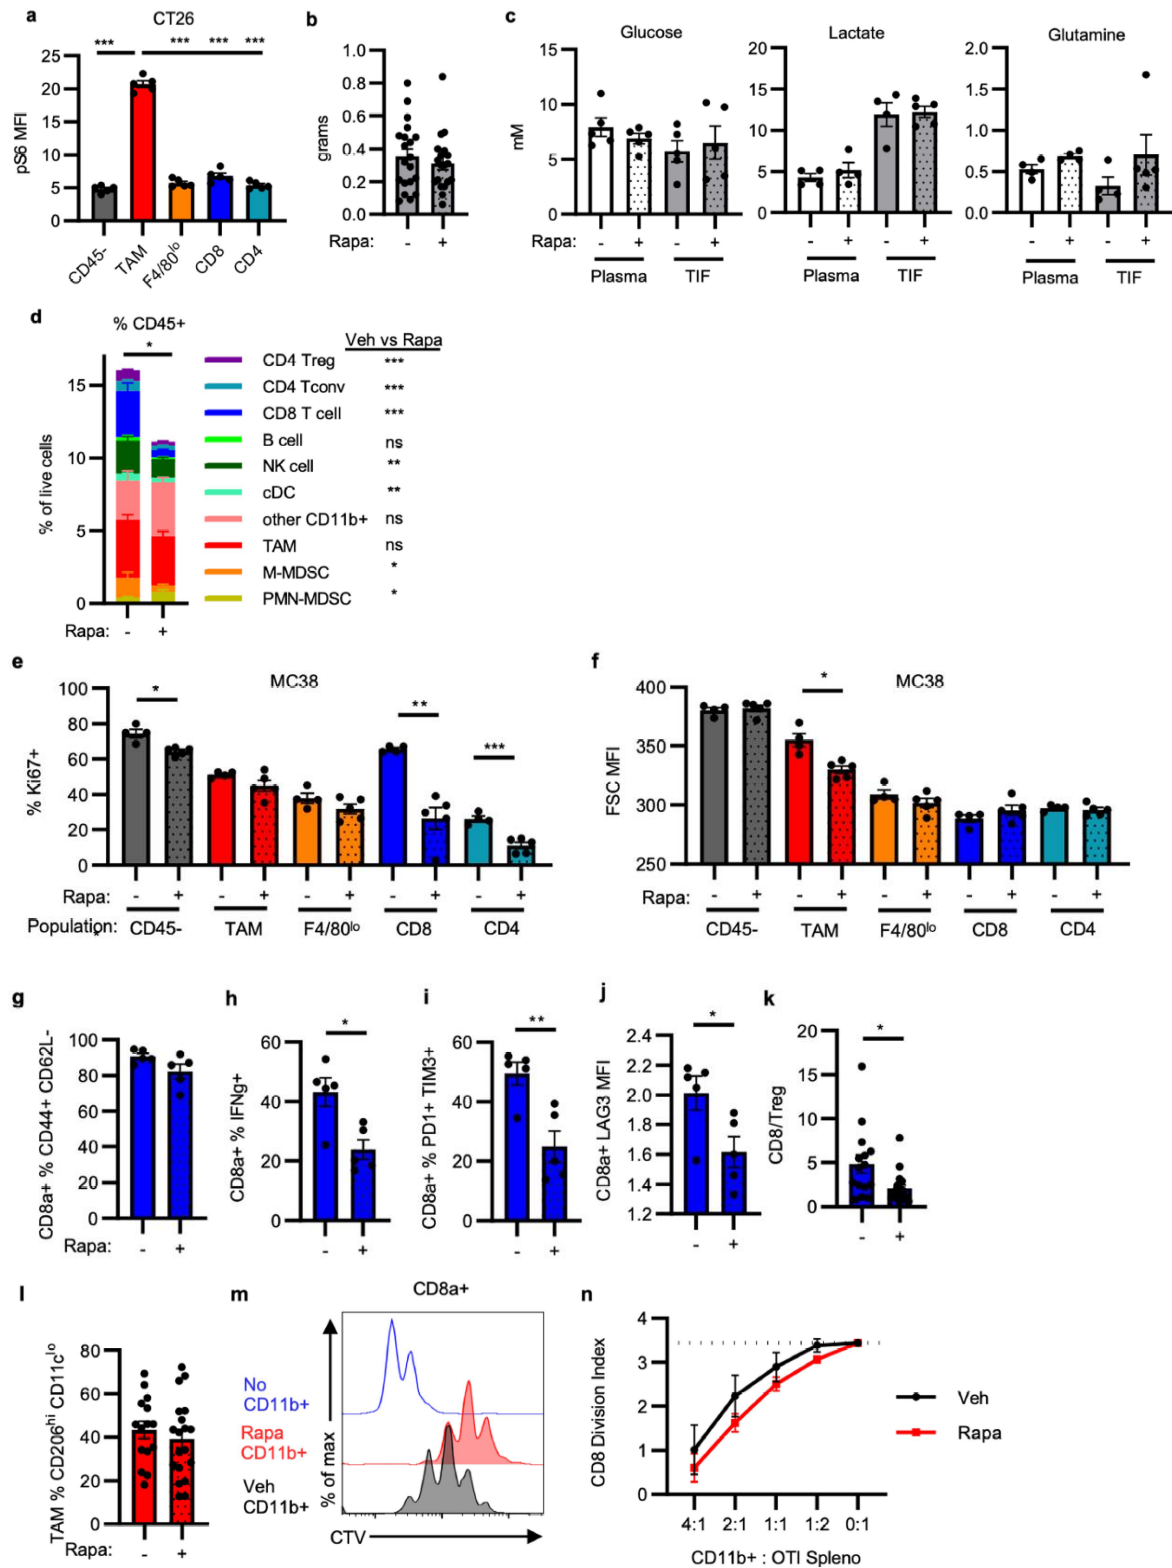 a
CT26
*** *** *** ***
pS6 MFI
25
20
15
10
5
0
CD45- TAM F4/80lo CD8 CD4
b
grams
1.0
0.8
0.6
0.4
0.2
0.0
Rapa: - +
c
Glucose
mM
15
10
5
0
Rapa: - + - +
Plasma TIF
Lactate
20
15
10
5
0
- + - +
Plasma TIF
Glutamine
2.0
1.5
1.0
0.5
0.0
- + - +
Plasma TIF
d
% CD45+
*
% of live cells
15
10
5
0
Rapa: - +
Veh vs Rapa
CD4 Treg ***
CD4 Tconv ***
CD8 T cell ***
B cell ns
NK cell **
cDC **
other CD11b+ ns
TAM ns
M-MDSC *
PMN-MDSC *
e
MC38
* ** ***
% Ki67+
100
80
60
40
20
0
Rapa: - + - + - + - + - +
Population: CD45- TAM F4/80lo CD8 CD4
f
MC38
*
FSC MFI
400
350
300
250
Rapa: - + - + - + - + - +
CD45- TAM F4/80lo CD8 CD4
g
CD8a+ % CD44+ CD62L-
100
80
60
40
20
0
Rapa: - +
h
*
CD8a+ % IFNg+
60
40
20
0
- +
i
**
CD8a+ % PD1+ TIM3+
60
40
20
0
- +
j
*
CD8a+ LAG3 MFI
2.4
2.2
2.0
1.8
1.6
1.4
1.2
- +
k
*
CD8/Treg
20
15
10
5
0
- +
l
TAM % CD206hi CD11clo
80
60
40
20
0
Rapa: - +
m
CD8a+
% of max
No
CD11b+
Rapa
CD11b+
Veh
CD11b+
CTV
n
CD8 Division Index
4
3
2
1
0
4:1 2:1 1:1 1:2 0:1
CD11b+ : OTI Spleno
Veh
Rapa